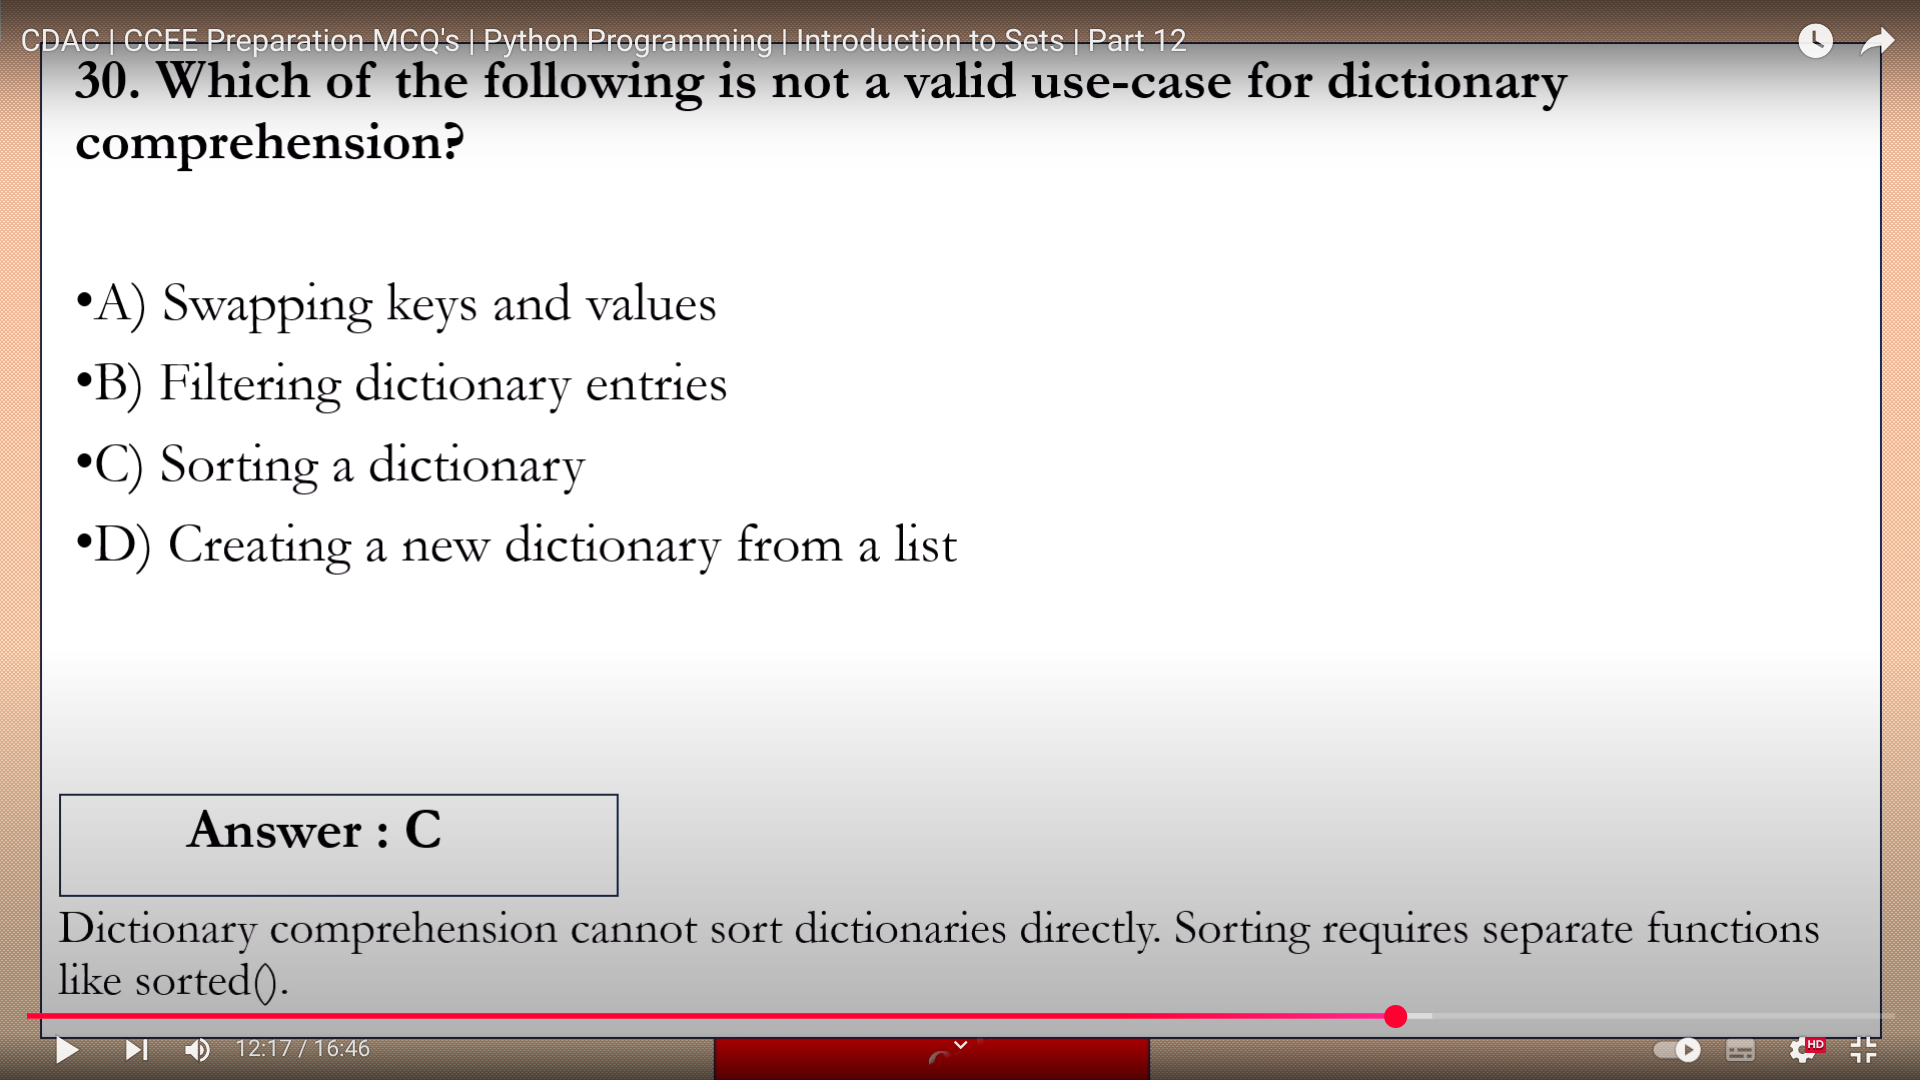 CDAC | CCEE Preparation MCQ's | Python Programming | Introduction to Sets | Part 12
30. Which of the following is not a valid use-case for dictionary
comprehension?
•A) Swapping keys and values
•B) Filtering dictionary entries
•C) Sorting a dictionary
•D) Creating a new dictionary from a list
Answer : C
Dictionary comprehension cannot sort dictionaries directly. Sorting requires separate functions
like sorted().
12:17 / 16:46
HD